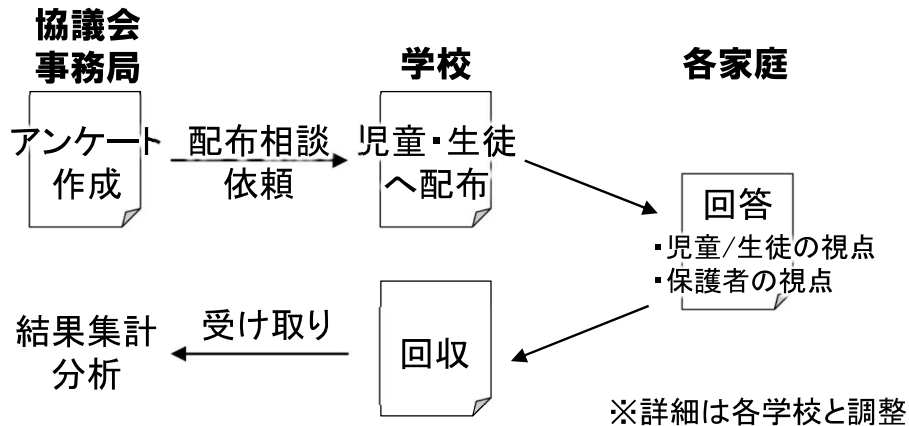 協議会
事務局
学校
各家庭
アンケート
作成
配布相談
依頼
児童・生徒
へ配布
回答
・児童/生徒の視点
・保護者の視点
回収
受け取り
結果集計
分析
※詳細は各学校と調整